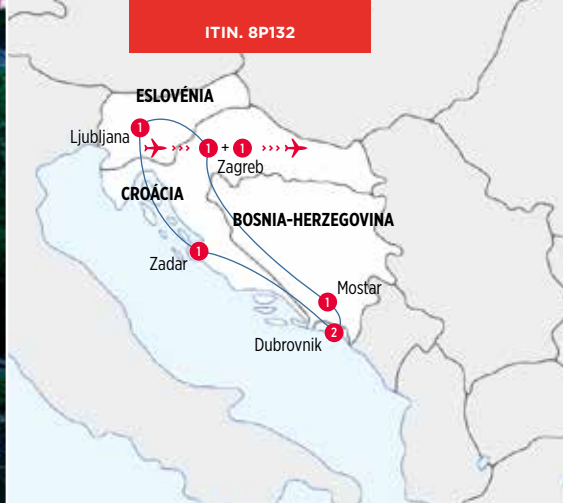 ITIN. 8P132
ESLOVÉNIA
Ljubljana
1
1 + 1
Zagreb
CROÁCIA
BOSNIA-HERZEGOVINA
Zadar
1
Mostar
1
Dubrovnik
2